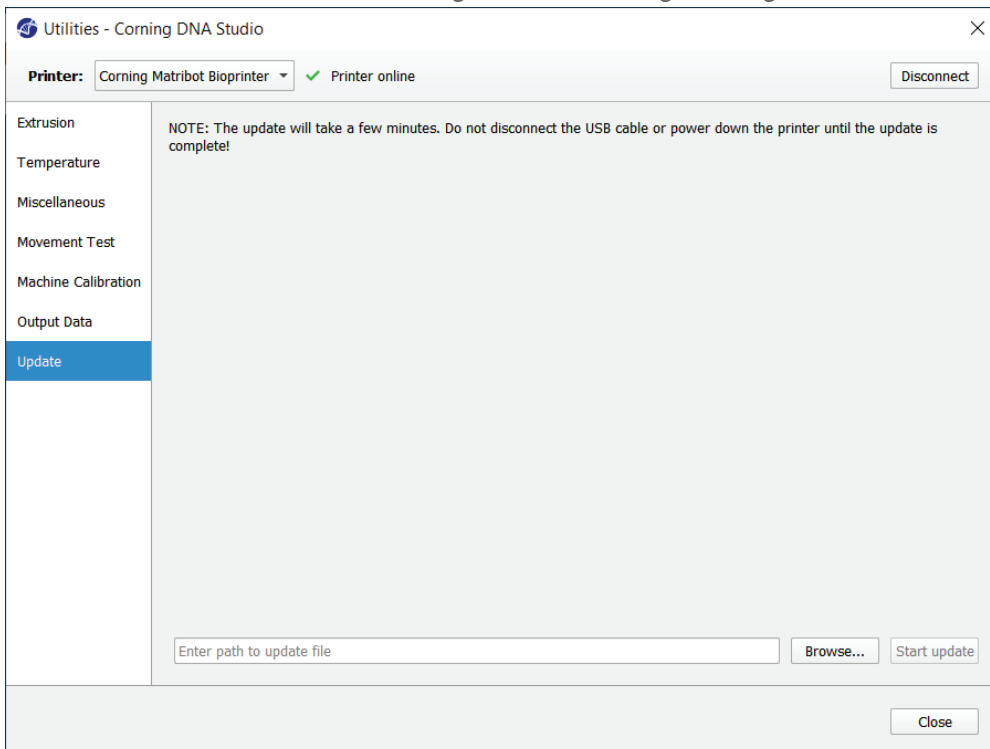 Utilities - Corning DNA Studio
Printer: Corning Matribot Bioprinter Printer online Disconnect
Extrusion
Temperature
Miscellaneous
Movement Test
Machine Calibration
Output Data
Update
NOTE: The update will take a few minutes. Do not disconnect the USB cable or power down the printer until the update is
complete!
Enter path to update file Browse... Start update
Close